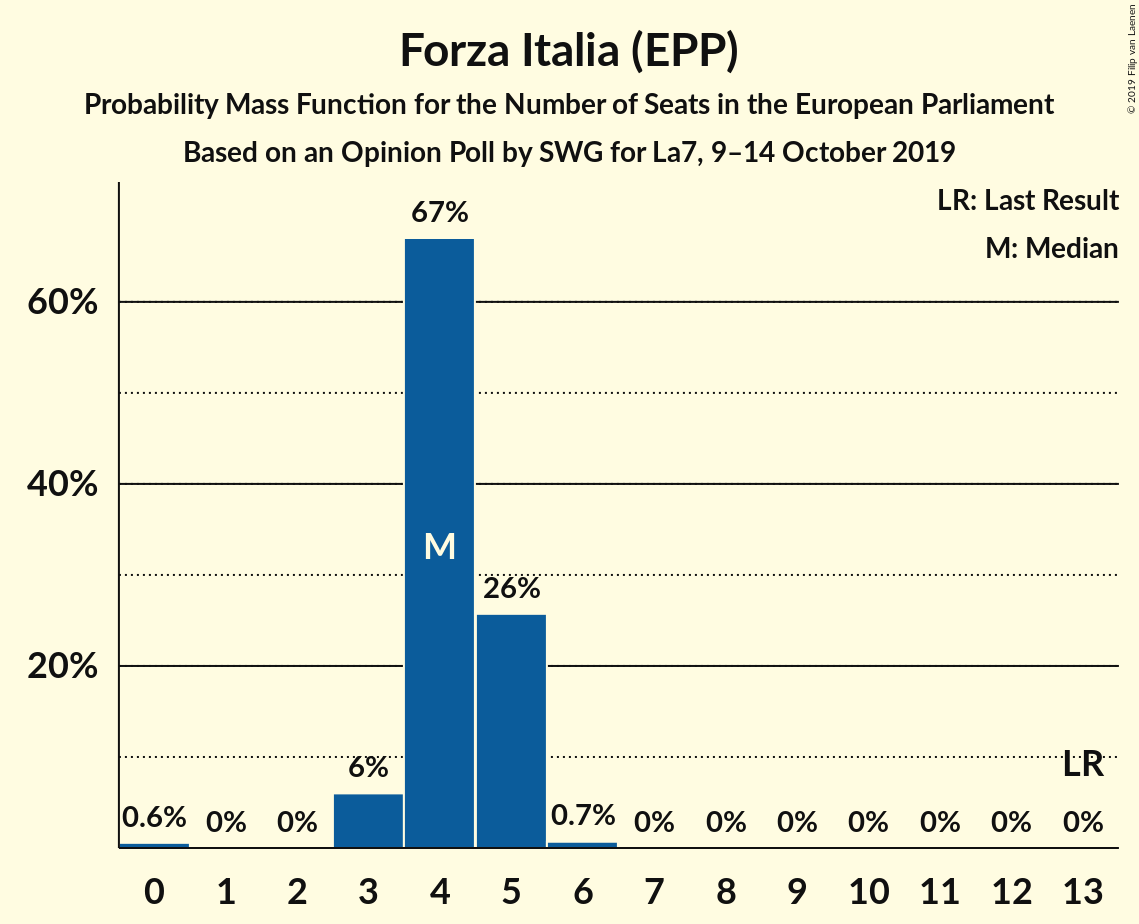 Forza Italia (EPP)
Probability Mass Function for the Number of Seats in the European Parliament
Based on an Opinion Poll by SWG for La7, 9–14 October 2019
© 2019 Filip van Laenen
LR: Last Result
M: Median
67%
60%
40%
M
26%
20%
LR
6%
0.6% 0% 0% 0.7% 0% 0% 0% 0% 0% 0% 0%
0 1 2 3 4 5 6 7 8 9 10 11 12 13